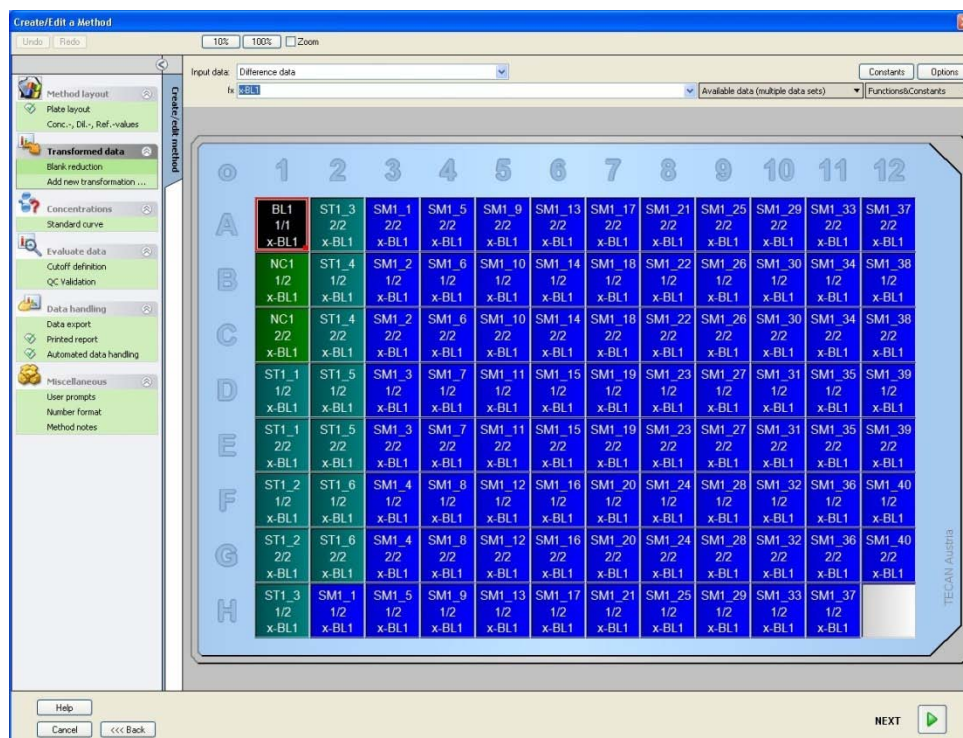 Create/Edit a Method
Undo Redo 10% 100% Zoom
Input data: Difference data Constants Options
fx x-BL1 Available data (multiple data sets) Functions&Constants
Create/edit method
Method layout
Plate layout
Conc.-, Dil.-, Ref.-values
Transformed data
Blank reduction
Add new transformation ...
Concentrations
Standard curve
Evaluate data
Cutoff definition
QC Validation
Data handling
Data export
Printed report
Automated data handling
Miscellaneous
User prompts
Number format
Method notes
o 1 2 3 4 5 6 7 8 9 10 11 12
A
BL1 ST1_3 SM1_1 SM1_5 SM1_9 SM1_13 SM1_17 SM1_21 SM1_25 SM1_29 SM1_33 SM1_37
1/1 2/2 2/2 2/2 2/2 2/2 2/2 2/2 2/2 2/2 2/2 2/2
x-BL1 x-BL1 x-BL1 x-BL1 x-BL1 x-BL1 x-BL1 x-BL1 x-BL1 x-BL1 x-BL1 x-BL1
B
NC1 ST1_4 SM1_2 SM1_6 SM1_10 SM1_14 SM1_18 SM1_22 SM1_26 SM1_30 SM1_34 SM1_38
1/2 1/2 1/2 1/2 1/2 1/2 1/2 1/2 1/2 1/2 1/2 1/2
x-BL1 x-BL1 x-BL1 x-BL1 x-BL1 x-BL1 x-BL1 x-BL1 x-BL1 x-BL1 x-BL1 x-BL1
C
NC1 ST1_4 SM1_2 SM1_6 SM1_10 SM1_14 SM1_18 SM1_22 SM1_26 SM1_30 SM1_34 SM1_38
2/2 2/2 2/2 2/2 2/2 2/2 2/2 2/2 2/2 2/2 2/2 2/2
x-BL1 x-BL1 x-BL1 x-BL1 x-BL1 x-BL1 x-BL1 x-BL1 x-BL1 x-BL1 x-BL1 x-BL1
D
ST1_1 ST1_5 SM1_3 SM1_7 SM1_11 SM1_15 SM1_19 SM1_23 SM1_27 SM1_31 SM1_35 SM1_39
1/2 1/2 1/2 1/2 1/2 1/2 1/2 1/2 1/2 1/2 1/2 1/2
x-BL1 x-BL1 x-BL1 x-BL1 x-BL1 x-BL1 x-BL1 x-BL1 x-BL1 x-BL1 x-BL1 x-BL1
E
ST1_1 ST1_5 SM1_3 SM1_7 SM1_11 SM1_15 SM1_19 SM1_23 SM1_27 SM1_31 SM1_35 SM1_39
2/2 2/2 2/2 2/2 2/2 2/2 2/2 2/2 2/2 2/2 2/2 2/2
x-BL1 x-BL1 x-BL1 x-BL1 x-BL1 x-BL1 x-BL1 x-BL1 x-BL1 x-BL1 x-BL1 x-BL1
F
ST1_2 ST1_6 SM1_4 SM1_8 SM1_12 SM1_16 SM1_20 SM1_24 SM1_28 SM1_32 SM1_36 SM1_40
1/2 1/2 1/2 1/2 1/2 1/2 1/2 1/2 1/2 1/2 1/2 1/2
x-BL1 x-BL1 x-BL1 x-BL1 x-BL1 x-BL1 x-BL1 x-BL1 x-BL1 x-BL1 x-BL1 x-BL1
G
ST1_2 ST1_6 SM1_4 SM1_8 SM1_12 SM1_16 SM1_20 SM1_24 SM1_28 SM1_32 SM1_36 SM1_40
2/2 2/2 2/2 2/2 2/2 2/2 2/2 2/2 2/2 2/2 2/2 2/2
x-BL1 x-BL1 x-BL1 x-BL1 x-BL1 x-BL1 x-BL1 x-BL1 x-BL1 x-BL1 x-BL1 x-BL1
H
ST1_3 SM1_1 SM1_5 SM1_9 SM1_13 SM1_17 SM1_21 SM1_25 SM1_29 SM1_33 SM1_37
1/2 1/2 1/2 1/2 1/2 1/2 1/2 1/2 1/2 1/2 1/2
x-BL1 x-BL1 x-BL1 x-BL1 x-BL1 x-BL1 x-BL1 x-BL1 x-BL1 x-BL1 x-BL1
TECAN Austria
Help
Cancel <<< Back
NEXT